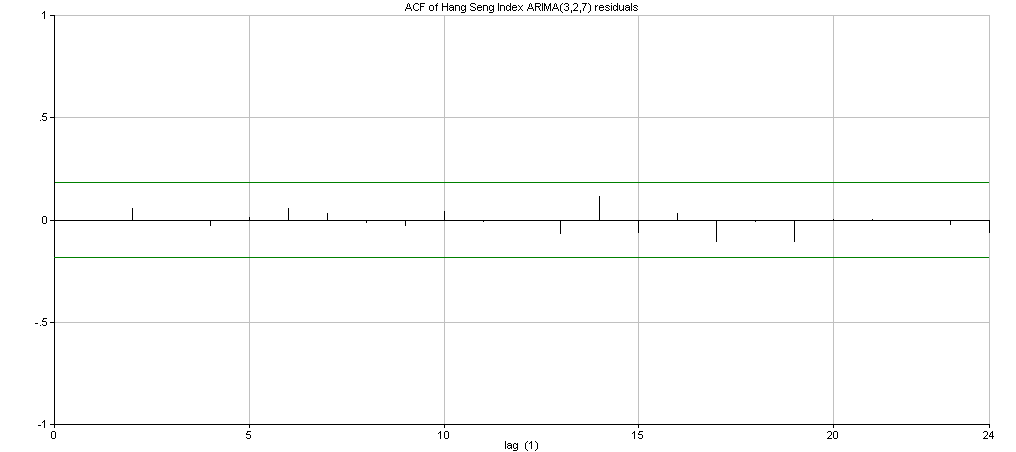 ACF of Hang Seng Index ARIMA(3,2,7) residuals
1
.5
0
-.5
-1
0 5 10 15 20 24
lag (1)